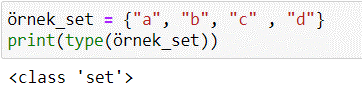 örnek_set = {"a", "b", "c" , "d"}
print(type(örnek_set))
<class 'set'>